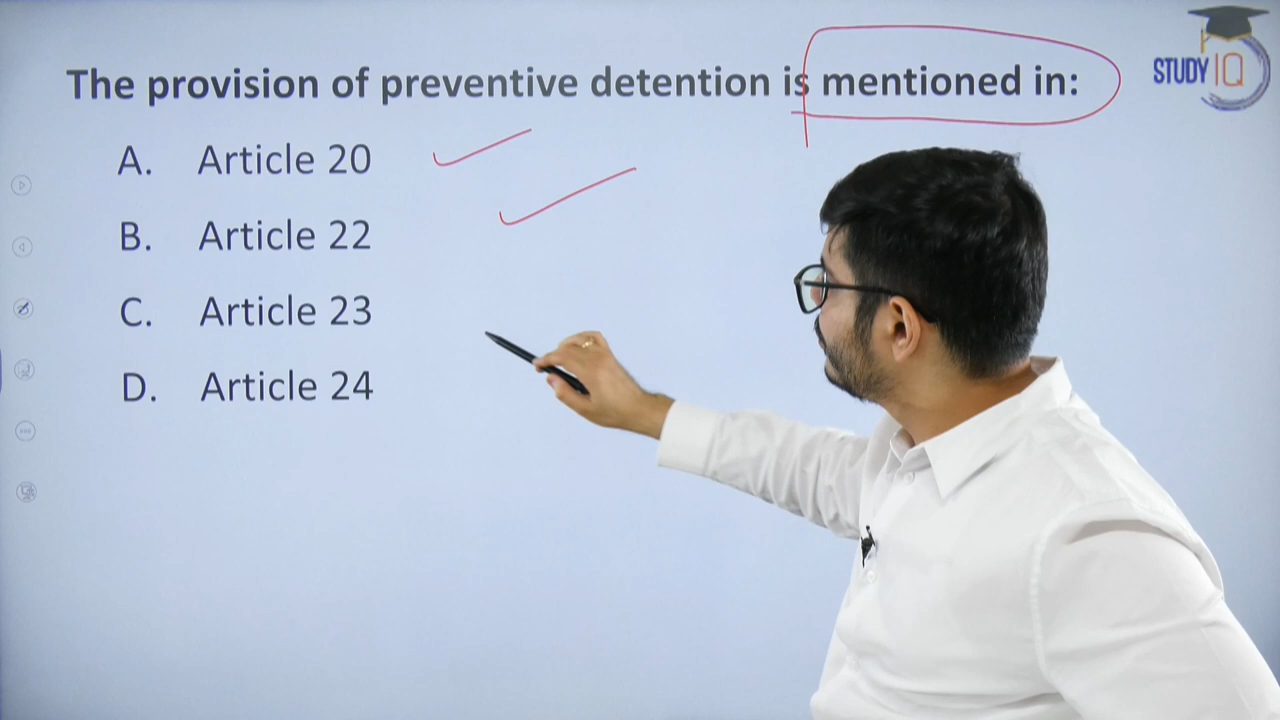 The provision of preventive detention is mentioned in:
A. Article 20
B. Article 22
C. Article 23
D. Article 24
STUDY IQ